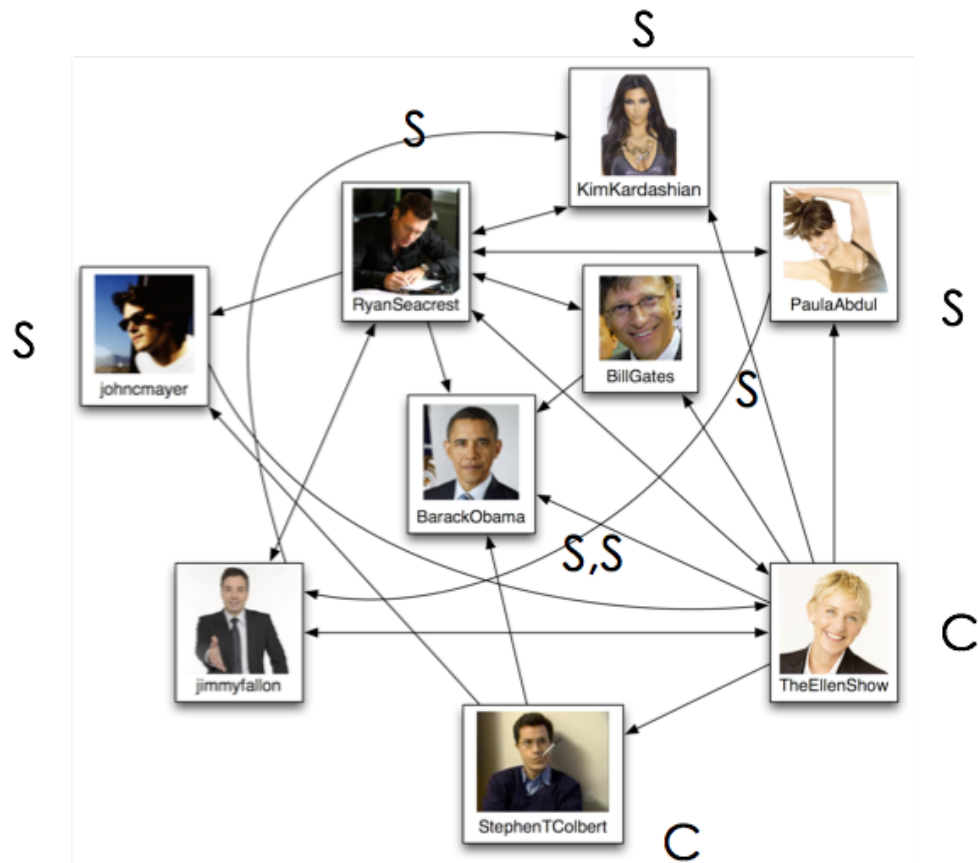 S
S
KimKardashian
RyanSeacrest
PaulaAbdul
S
S
johncmayer
BillGates
S
BarackObama
S,S
jimmyfallon
TheEllenShow
C
StephenTColbert
C